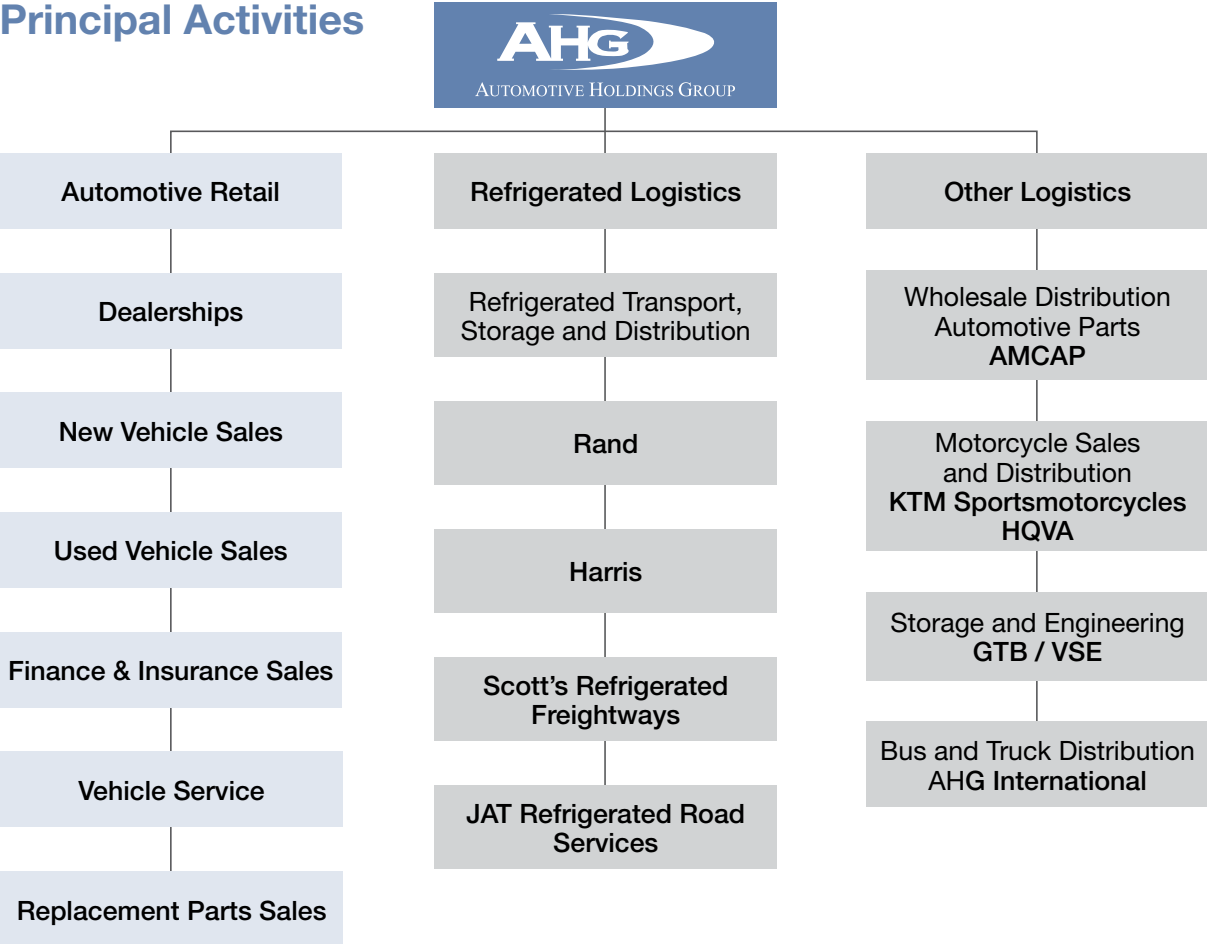 Principal Activities
AHG
AUTOMOTIVE HOLDINGS GROUP
Automotive Retail
Dealerships
New Vehicle Sales
Used Vehicle Sales
Finance & Insurance Sales
Vehicle Service
Replacement Parts Sales
Refrigerated Logistics
Refrigerated Transport,
Storage and Distribution
Rand
Harris
Scott's Refrigerated
Freightways
JAT Refrigerated Road
Services
Other Logistics
Wholesale Distribution
Automotive Parts
AMCAP
Motorcycle Sales
and Distribution
KTM Sportsmotorcycles
HQVA
Storage and Engineering
GTB / VSE
Bus and Truck Distribution
AHG International